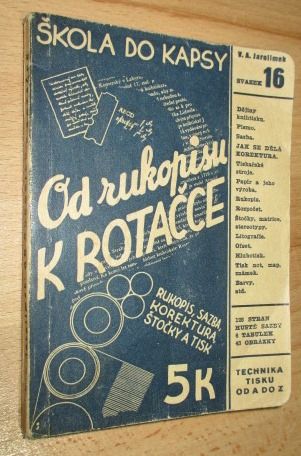 ŠKOLA DO KAPSY
Od rukopisu
K ROTAČCE
RUKOPIS, SAZBA,
KOREKTURA,
ŠTOČKY A TISK
5K
V. A. Jarolímek
SVAZEK 16
Dějiny
knihtisku.
Písmo.
Sazba.
JAK SE DĚLÁ
KOREKTURA.
Tiskařské
stroje.
Papír a jeho
výroba.
Rukopis.
Rozpočet.
Štočky, matrice,
stereotypy.
Litografie.
Ofset.
Hlubotisk.
Tisk not, map,
známek.
Barvy,
atd.
128 STRAN
HUSTÉ SAZBY
4 TABULEK
43 OBRÁZKY
TECHNIKA
TISKU
OD A DO Z